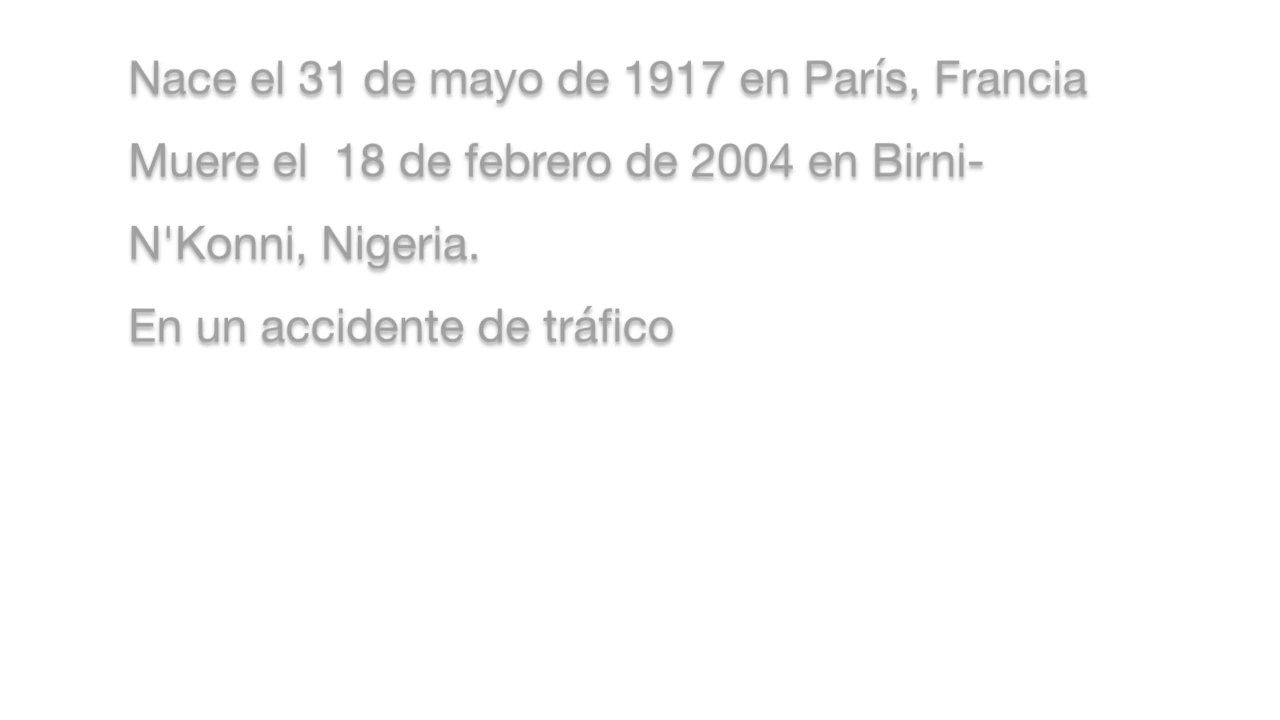 Nace el 31 de mayo de 1917 en París, Francia
Muere el  18 de febrero de 2004 en Birni-
N'Konni, Nigeria.
En un accidente de tráfico